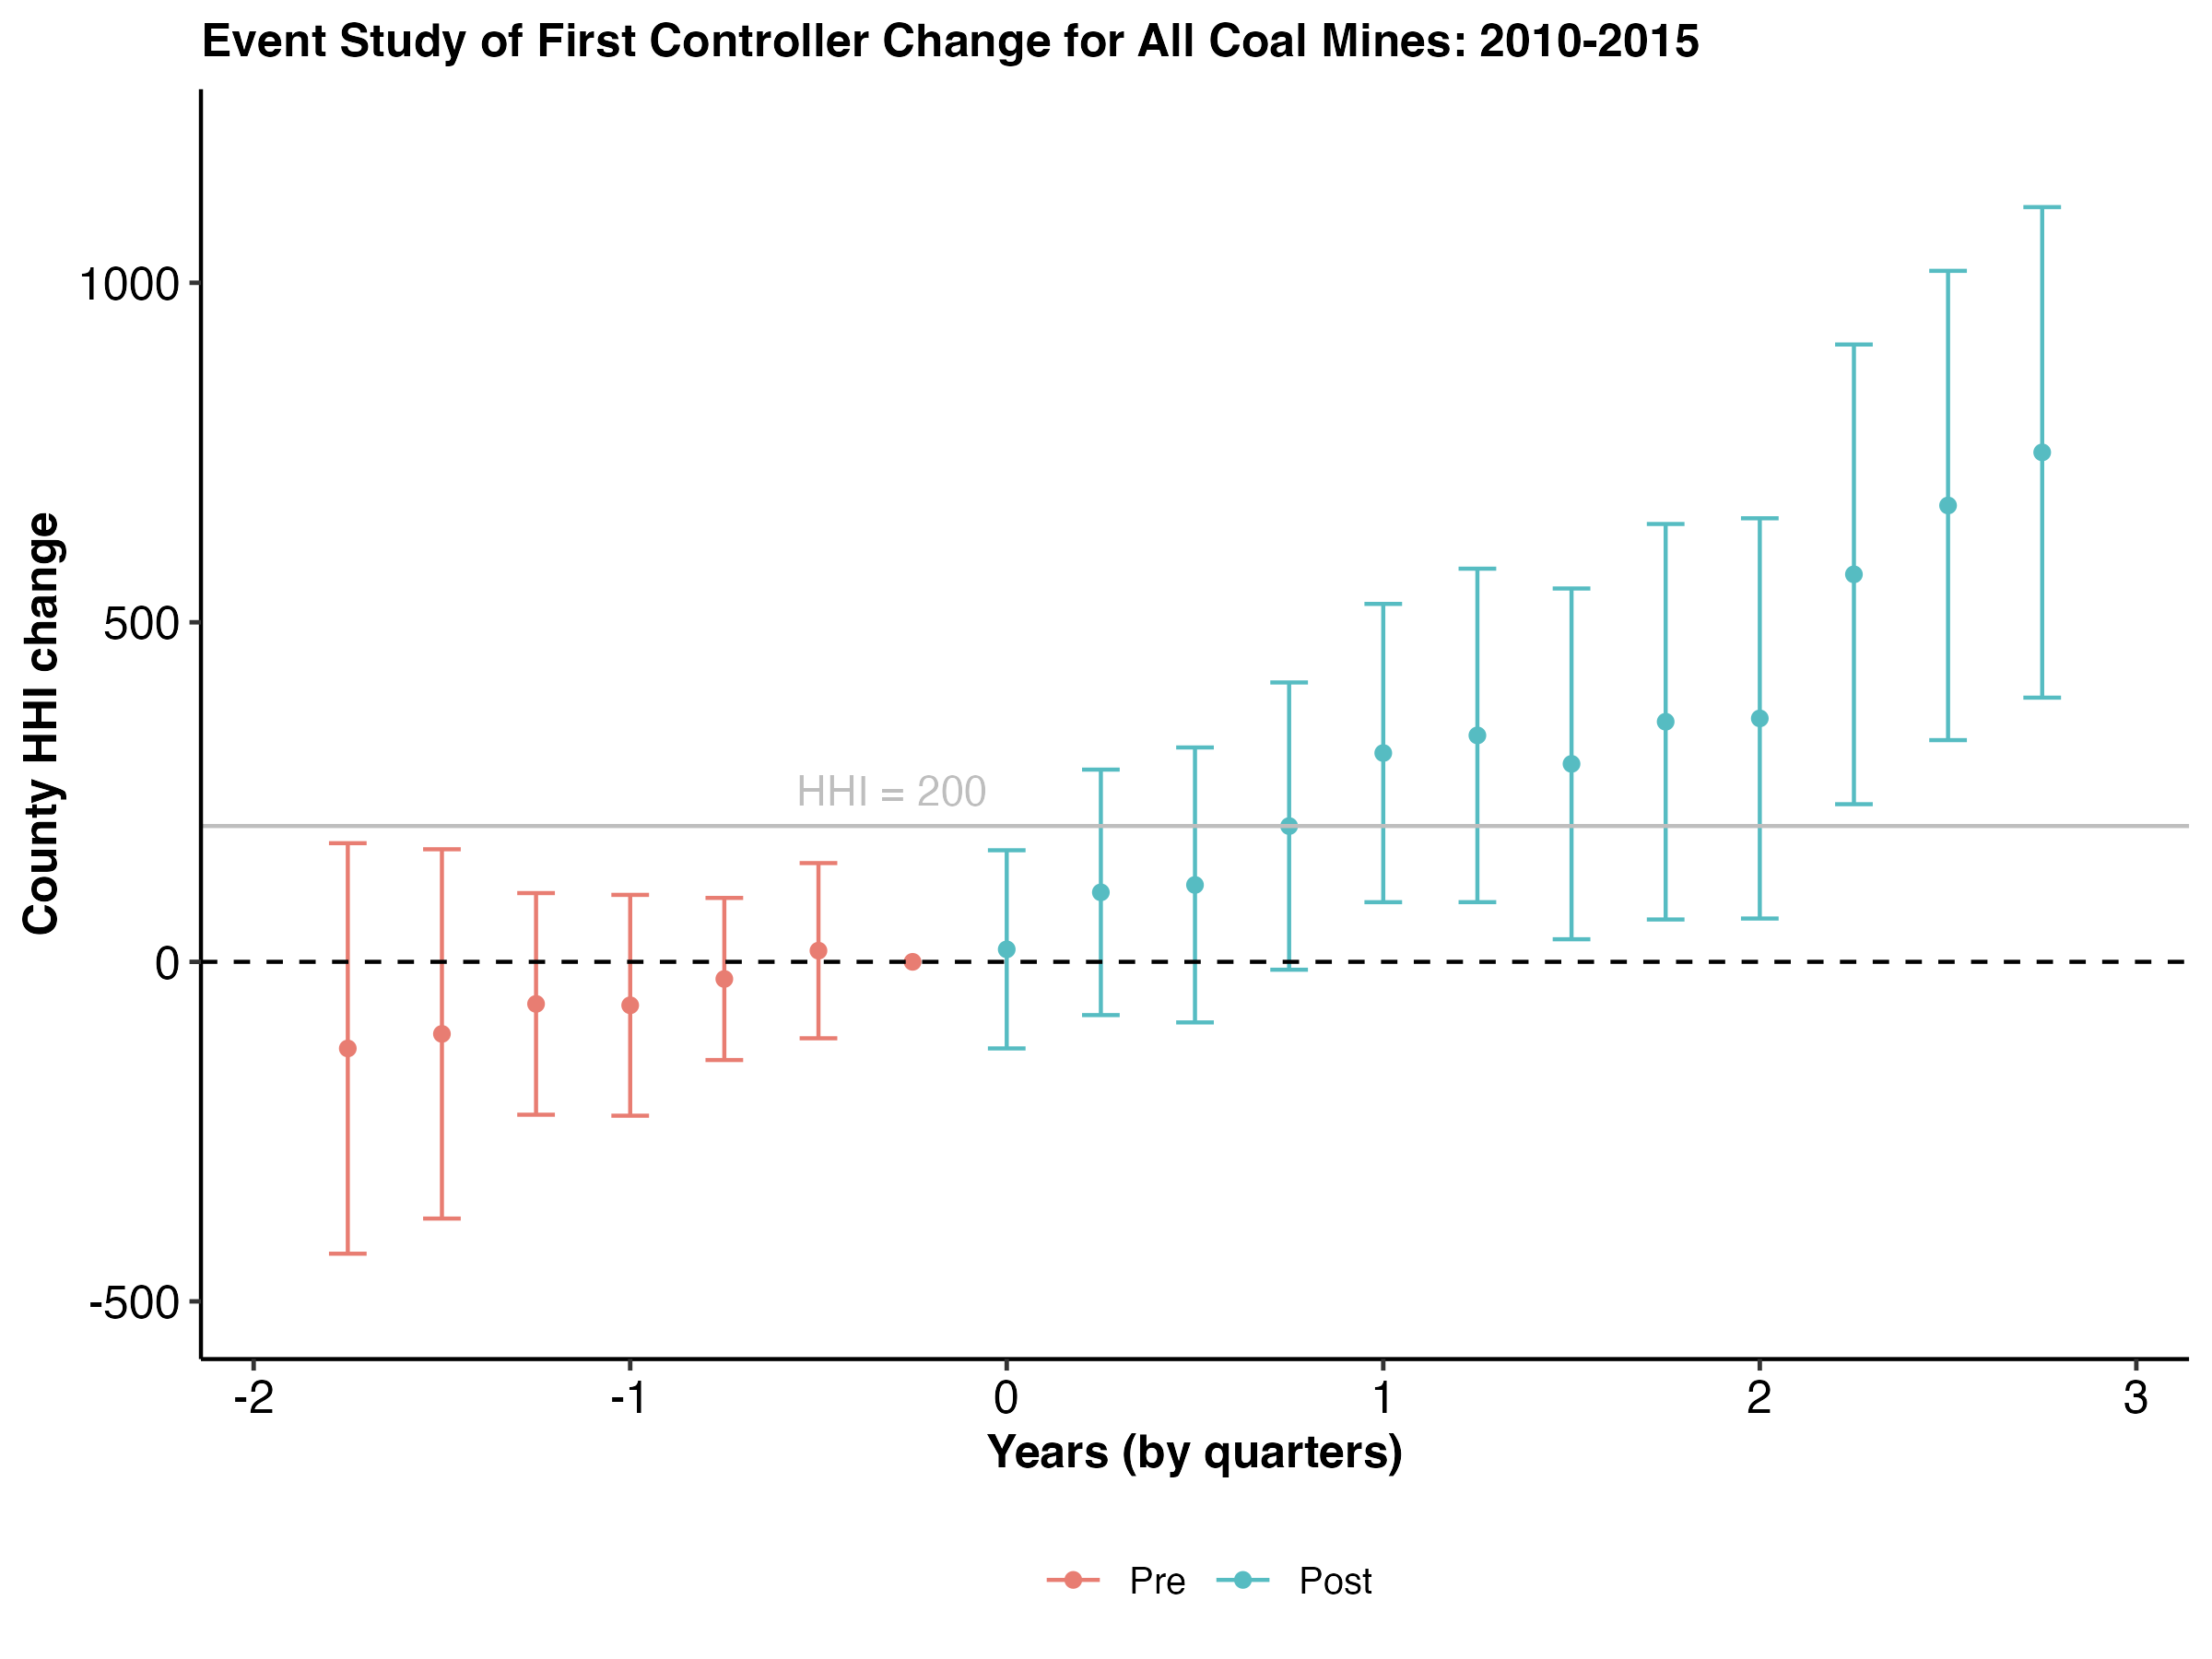 Event Study of First Controller Change for All Coal Mines: 2010-2015
County HHI change
1000
500
0
-500
HHI = 200
-2 -1 0 1 2 3
Years (by quarters)
Pre Post